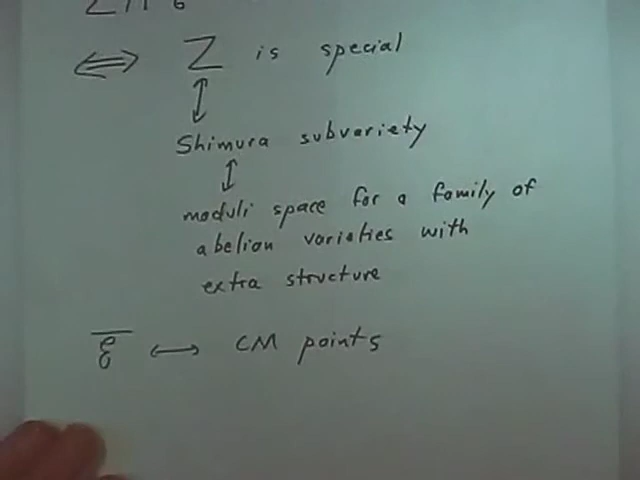 ⇔ Z is special
↕
Shimura subvariety
↕
moduli space for a family of
abelian varieties with
extra structure
↔ CM points